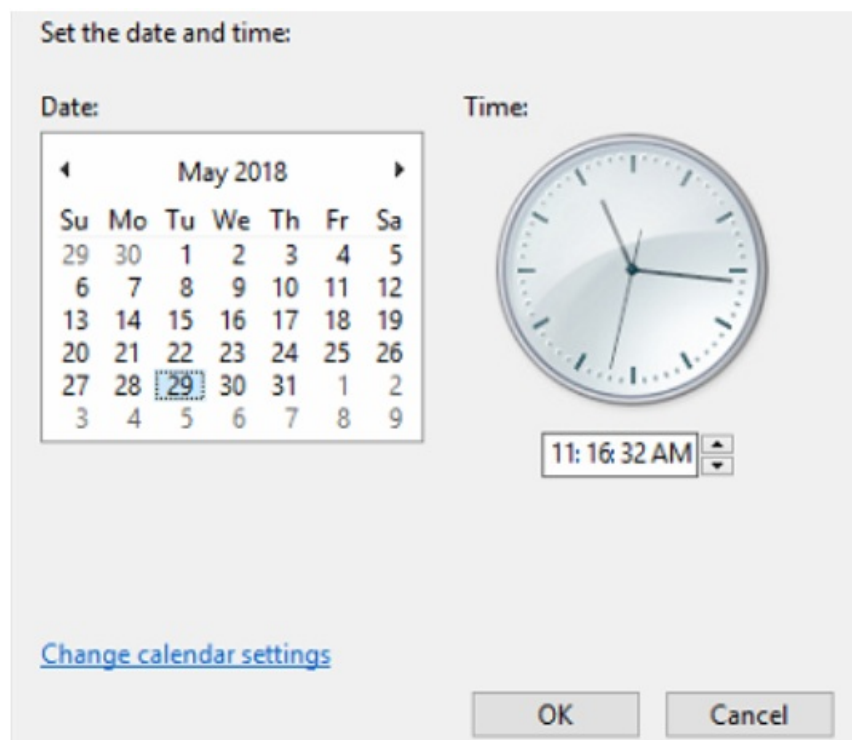 Set the date and time:
Date:
Time:
May 2018
Su Mo Tu We Th Fr Sa
29 30 1 2 3 4 5
6 7 8 9 10 11 12
13 14 15 16 17 18 19
20 21 22 23 24 25 26
27 28 29 30 31 1 2
3 4 5 6 7 8 9
11: 16: 32 AM
Change calendar settings
OK
Cancel